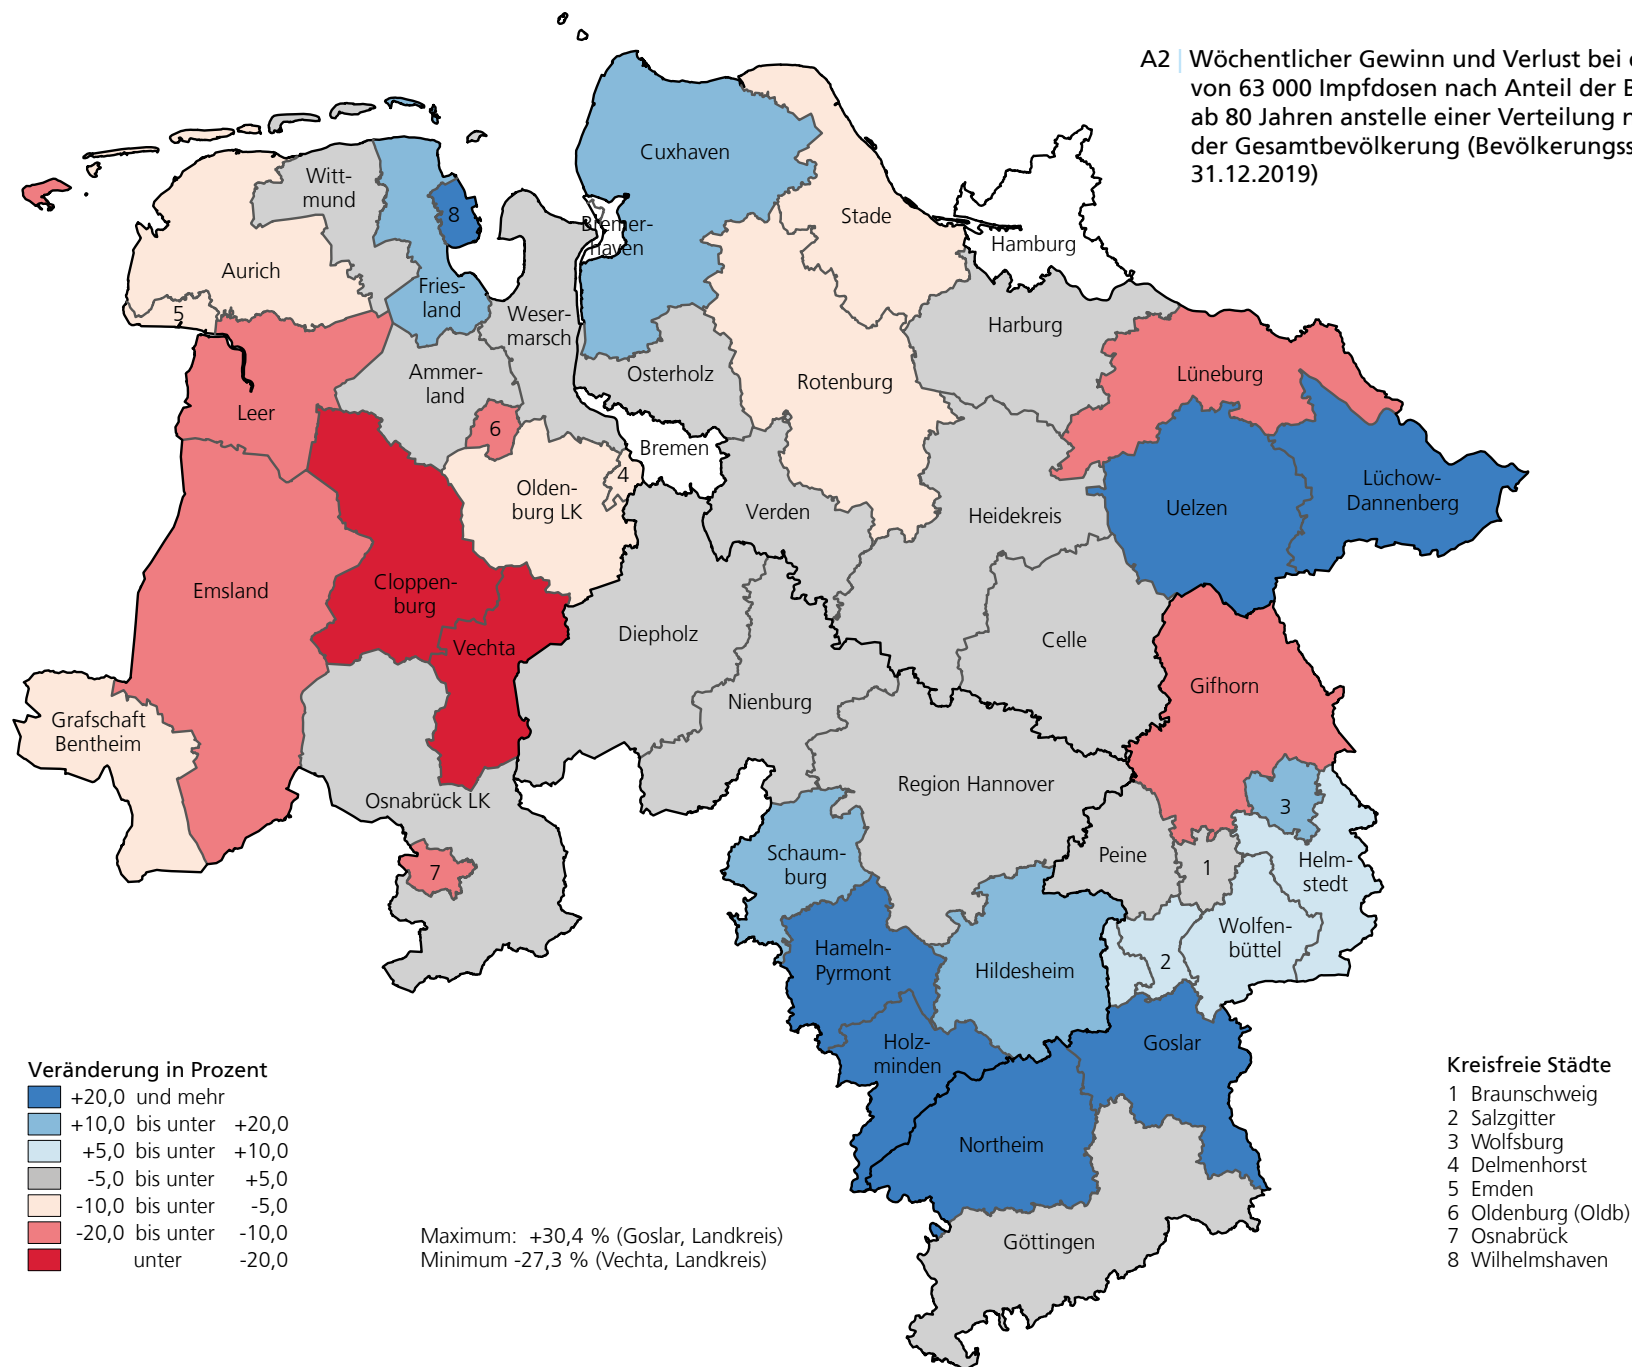 A2 | Wöchentlicher Gewinn und Verlust bei
von 63 000 Impfdosen nach Anteil der
ab 80 Jahren anstelle einer Verteilung
der Gesamtbevölkerung
31.12.2019)
Cuxhaven
Witt-
mund
8
Stade
Bremer-
haven
Hamburg
Aurich
Fries-
land
5
Weser-
marsch
Harburg
Ammer-
land
Osterholz
Rotenburg
Lüneburg
Leer
6
Bremen
4
Olden-
burg LK
Verden
Heidekreis
Uelzen
Lüchow-
Dannenberg
Emsland
Cloppen-
burg
Vechta
Diepholz
Celle
Nienburg
Gifhorn
Grafschaft
Bentheim
Osnabrück LK
Region Hannover
3
Schaum-
burg
Peine
1
Helm-
stedt
7
Hameln-
Pyrmont
Hildesheim
2
Wolfen-
büttel
Holz-
minden
Goslar
Northeim
Göttingen
Veränderung in Prozent
+20,0 und mehr
+10,0 bis unter +20,0
+5,0 bis unter +10,0
-5,0 bis unter +5,0
-10,0 bis unter -5,0
-20,0 bis unter -10,0
unter -20,0
Maximum: +30,4 % (Goslar, Landkreis)
Minimum -27,3 % (Vechta, Landkreis)
Kreisfreie Städte
1 Braunschweig
2 Salzgitter
3 Wolfsburg
4 Delmenhorst
5 Emden
6 Oldenburg (Oldb)
7 Osnabrück
8 Wilhelmshaven